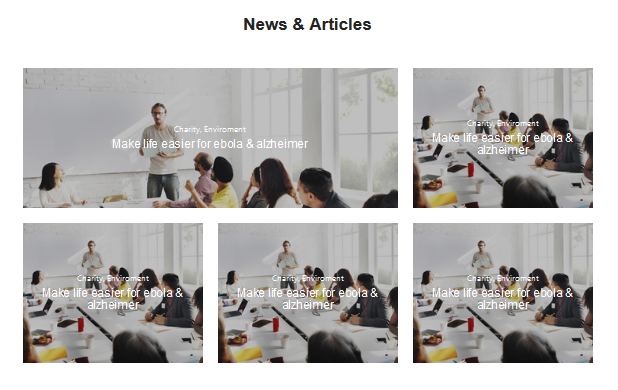 News & Articles
Charity, Enviroment
Make life easier for ebola & alzheimer
Charity, Enviroment
Make life easier for ebola &
alzheimer
Charity, Enviroment
Make life easier for ebola &
alzheimer
Charity, Enviroment
Make life easier for ebola &
alzheimer
Charity, Enviroment
Make life easier for ebola &
alzheimer